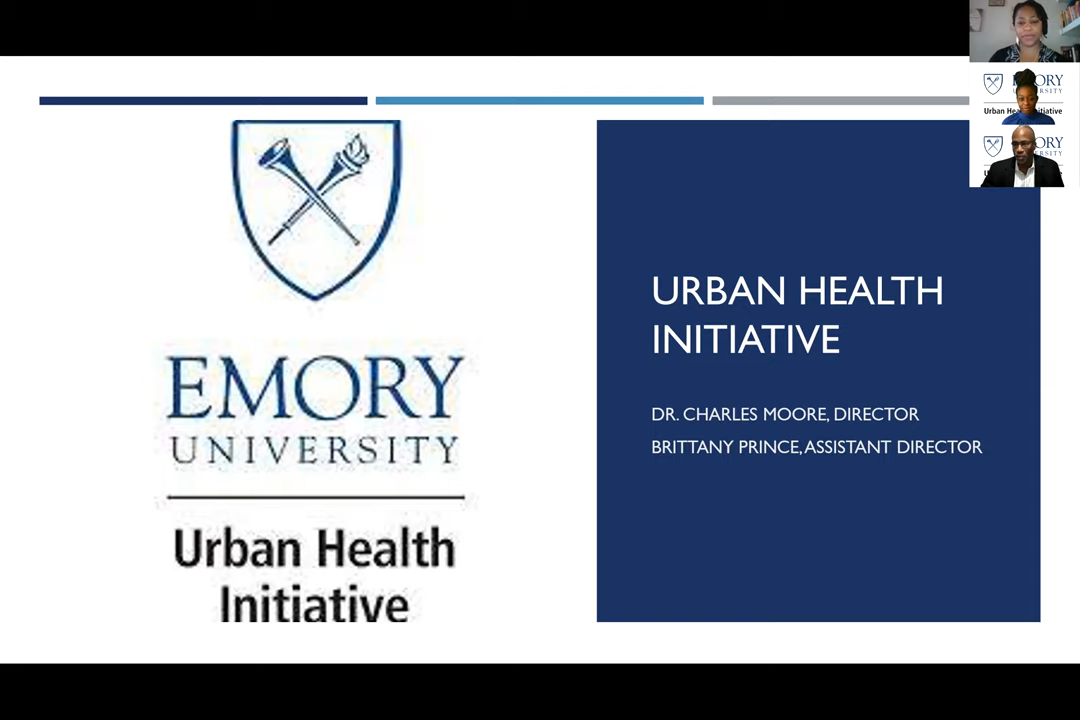 EMORY
UNIVERSITY
Urban Health
Initiative
URBAN HEALTH
INITIATIVE
DR. CHARLES MOORE, DIRECTOR
BRITTANY PRINCE, ASSISTANT DIRECTOR